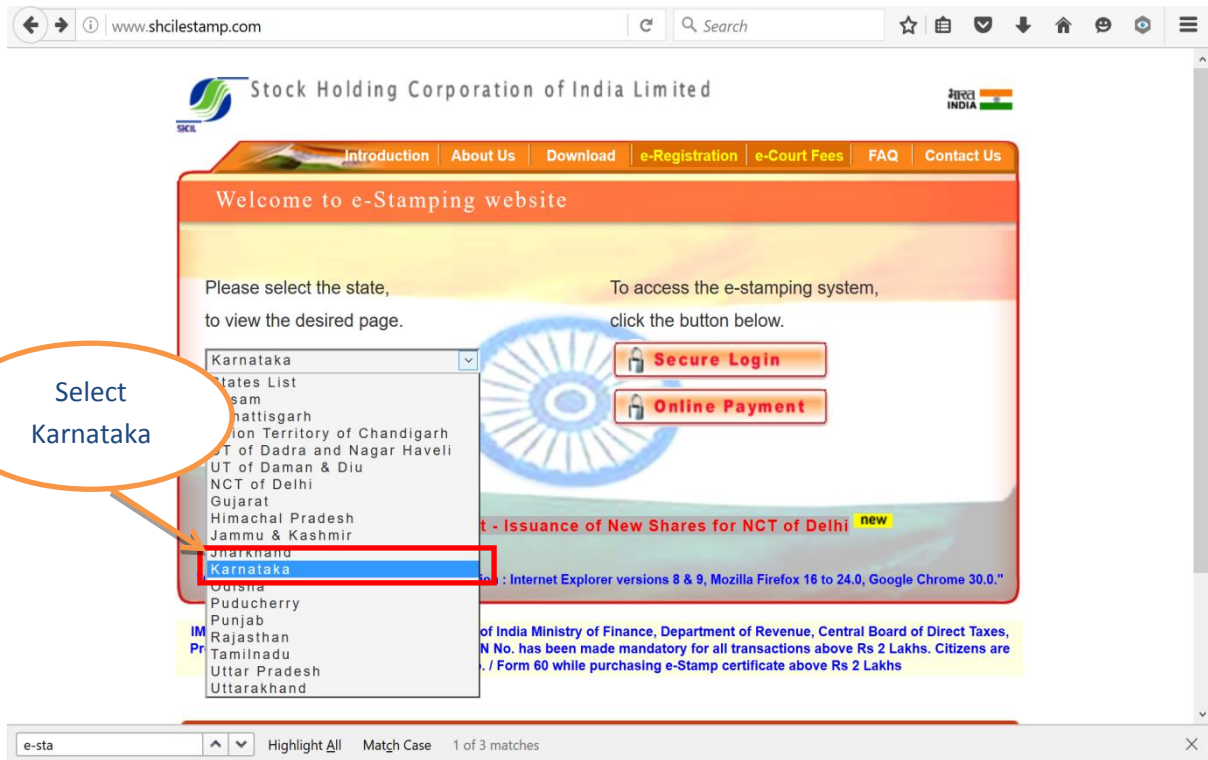 www.shcilestamp.com
Search
Stock Holding Corporation of India Limited
SHCIL
भारत
INDIA
Introduction About Us Download e-Registration e-Court Fees FAQ Contact Us
Welcome to e-Stamping website
Please select the state,
to view the desired page.
To access the e-stamping system,
click the button below.
Secure Login
Online Payment
Select
Karnataka
Karnataka
States List
Union Territory of Chandigarh
UT of Dadra and Nagar Haveli
UT of Daman & Diu
NCT of Delhi
Gujarat
Himachal Pradesh
Jammu & Kashmir
Jharkhand
Karnataka
Odisha
Puducherry
Punjab
Rajasthan
Tamilnadu
Uttar Pradesh
Uttarakhand
- Issuance of New Shares for NCT of Delhi new
: Internet Explorer versions 8 & 9, Mozilla Firefox 16 to 24.0, Google Chrome 30.0."
of India Ministry of Finance, Department of Revenue, Central Board of Direct Taxes,
N No. has been made mandatory for all transactions above Rs 2 Lakhs. Citizens are
/ Form 60 while purchasing e-Stamp certificate above Rs 2 Lakhs
e-sta
Highlight All Match Case 1 of 3 matches